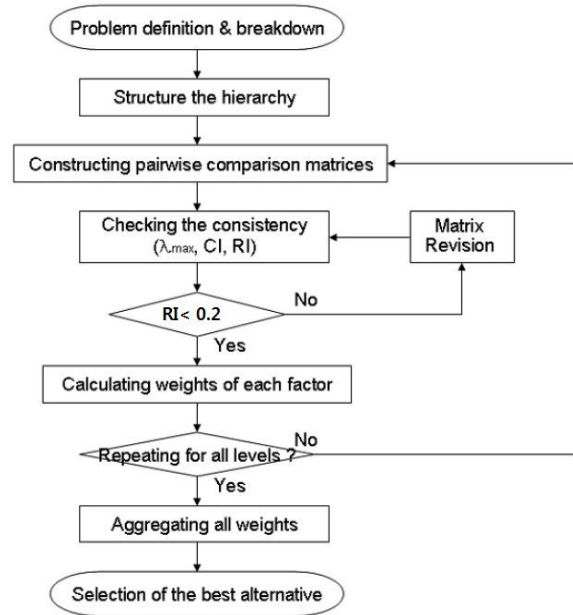 Problem definition & breakdown
Structure the hierarchy
Constructing pairwise comparison matrices
Checking the consistency
(λmax, CI, RI)
Matrix
Revision
RI< 0.2
No
Yes
Calculating weights of each factor
Repeating for all levels ?
No
Yes
Aggregating all weights
Selection of the best alternative